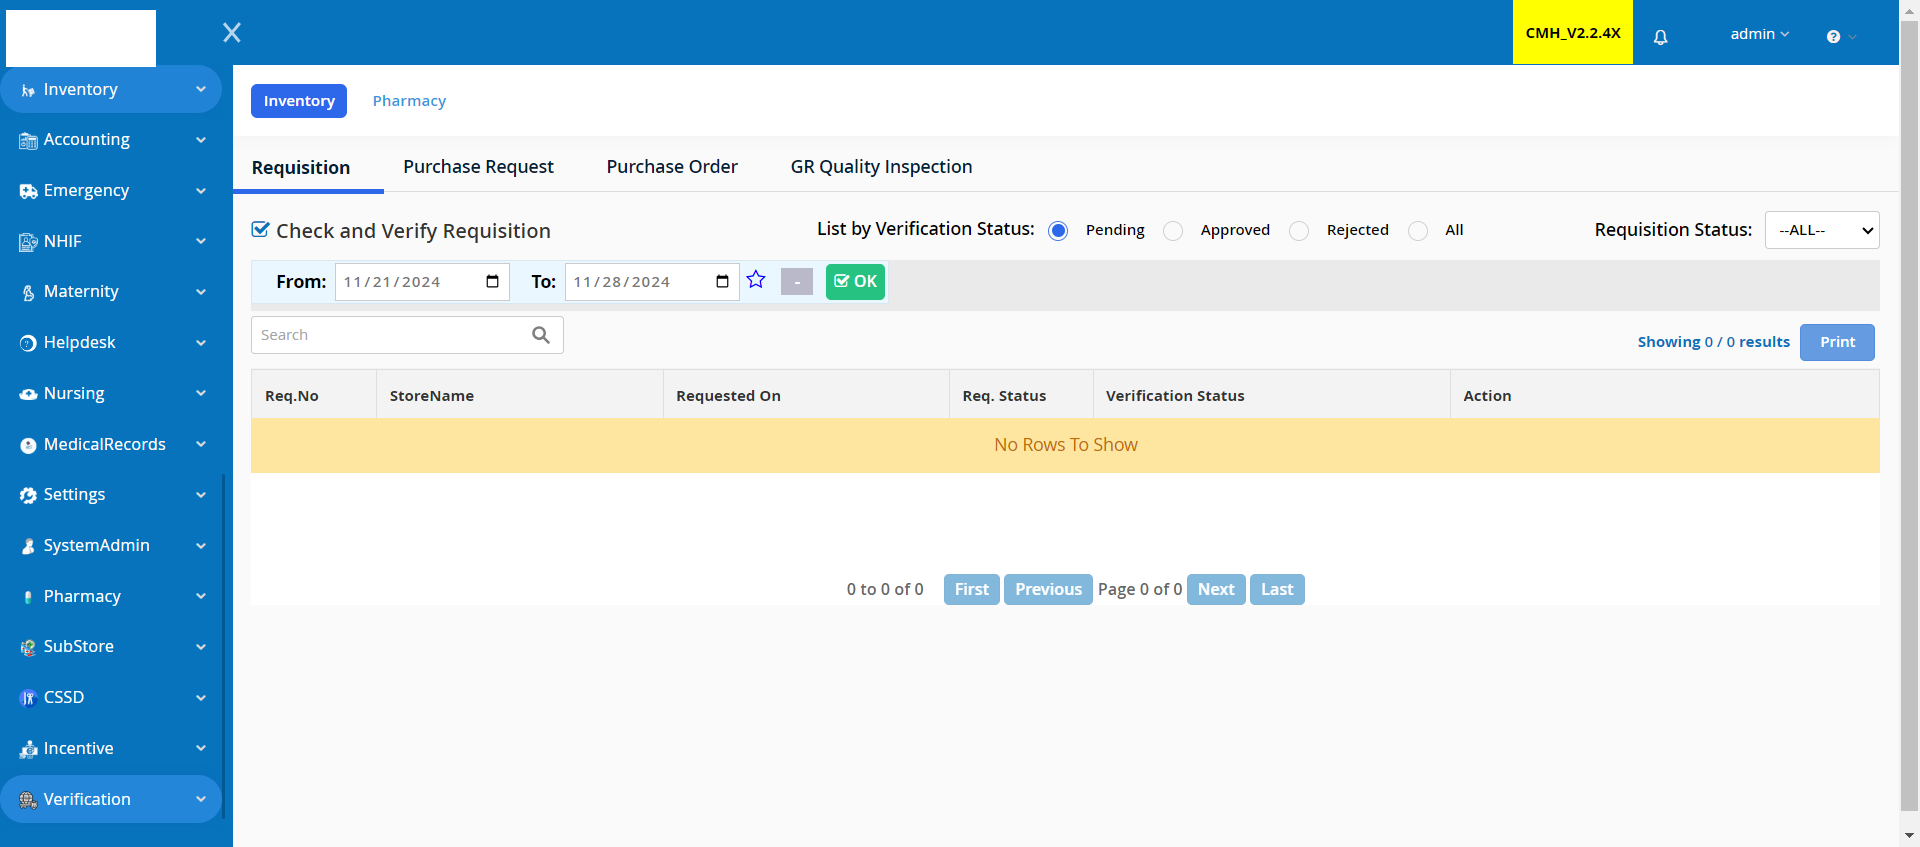 CMH_V2.2.4X
admin
Inventory
Accounting
Emergency
NHIF
Maternity
Helpdesk
Nursing
MedicalRecords
Settings
SystemAdmin
Pharmacy
SubStore
CSSD
Incentive
Verification
Inventory Pharmacy
Requisition Purchase Request Purchase Order GR Quality Inspection
Check and Verify Requisition List by Verification Status: Pending Approved Rejected All Requisition Status: --ALL--
From: 11/21/2024 To: 11/28/2024 - OK
Search
Showing 0 / 0 results Print
Req.No StoreName Requested On Req. Status Verification Status Action
No Rows To Show
0 to 0 of 0 First Previous Page 0 of 0 Next Last